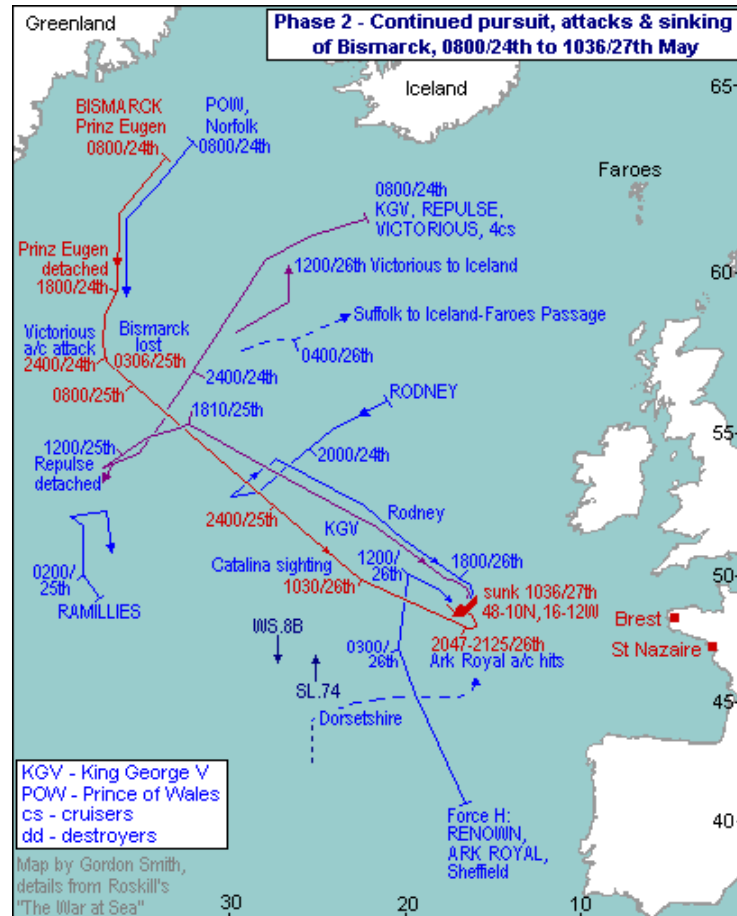 Greenland
Phase 2 - Continued pursuit, attacks & sinking
of Bismarck, 0800/24th to 1036/27th May
Iceland
65
BISMARCK
Prinz Eugen
0800/24th
POW,
Norfolk
0800/24th
Faroes
0800/24th
KGV, REPULSE,
VICTORIOUS, 4cs
Prinz Eugen
detached
1800/24th
1200/26th Victorious to Iceland
60
Suffolk to Iceland-Faroes Passage
Victorious
a/c attack
2400/24th
Bismarck
lost
0306/25th
0400/26th
2400/24th
0800/25th
RODNEY
1810/25th
55
1200/25th
Repulse
detached
2000/24th
2400/25th
Rodney
KGV
Catalina sighting
1200/
26th
1800/26th
1030/26th
50
0200/
25th
RAMILLIES
sunk 1036/27th
48-10N, 16-12W
Brest
St Nazaire
WS.8B
0300/
26th
2047-2125/26th
Ark Royal a/c hits
SL.74
45
Dorsetshire
KGV - King George V
POW - Prince of Wales
cs - cruisers
dd - destroyers
Force H:
RENOWN,
ARK ROYAL,
Sheffield
40
Map by Gordon Smith,
details from Roskill's
"The War at Sea"
30
20
10
0